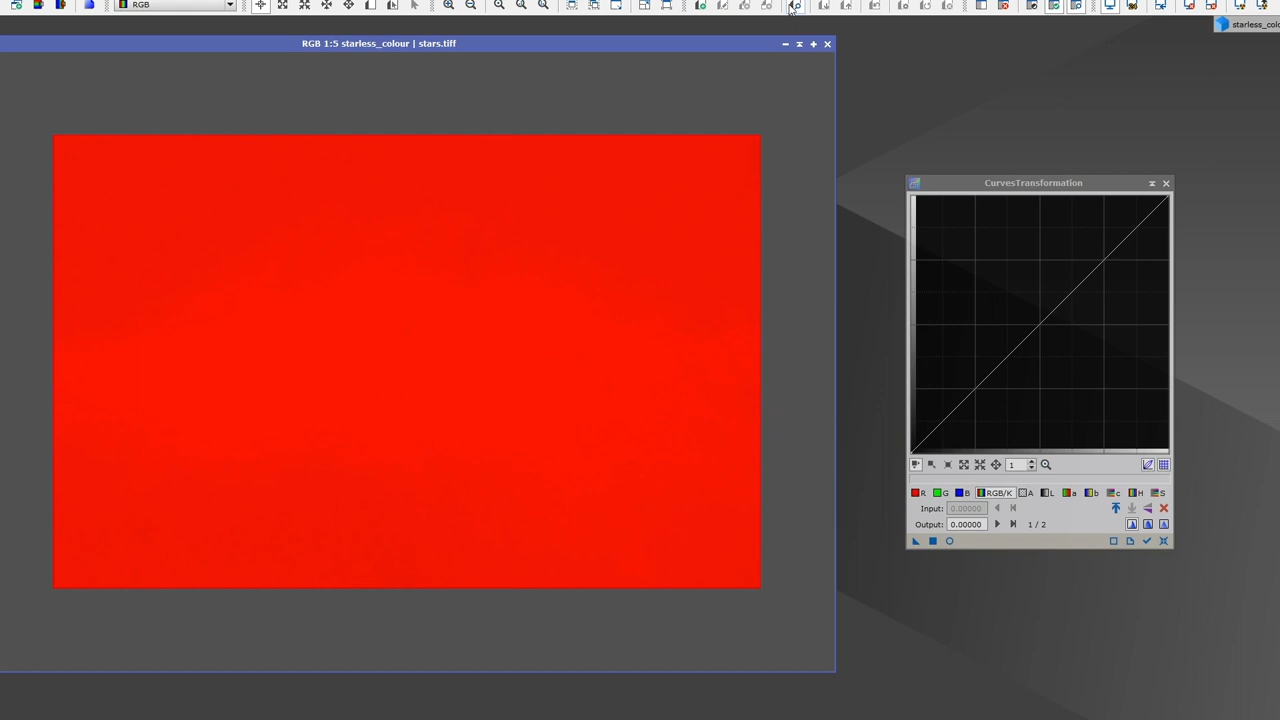 RGB
starless_colo
RGB 1:5 starless_colour | stars.tiff
CurvesTransformation
1
R G B RGB/K A L a b c H S
Input: 0.00000
Output: 0.00000 1 / 2